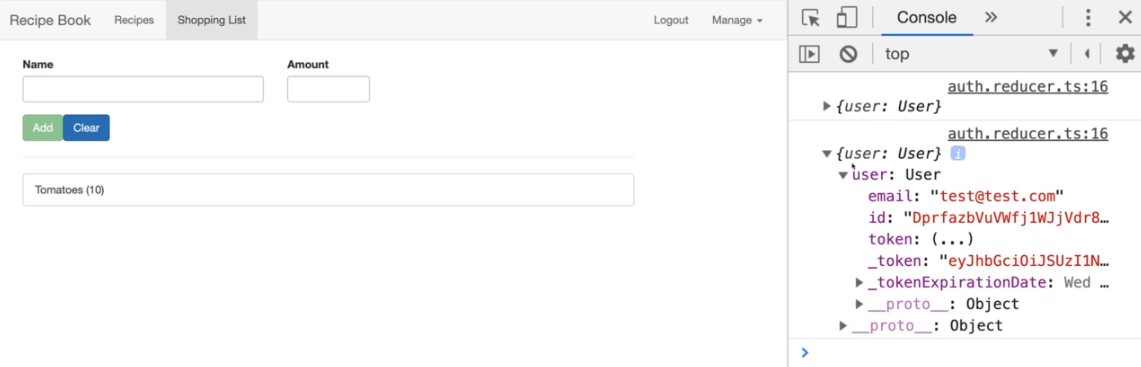 Recipe Book Recipes Shopping List Logout Manage
Name Amount
Add Clear
Tomatoes (10)
Console
top
auth.reducer.ts:16
{user: User}
auth.reducer.ts:16
{user: User} i
user: User
email: "test@test.com"
id: "DprfazbVuVWfj1WJjVdr8…
token: (...)
_token: "eyJhbGciOiJSUzI1N…
_tokenExpirationDate: Wed …
__proto__: Object
__proto__: Object